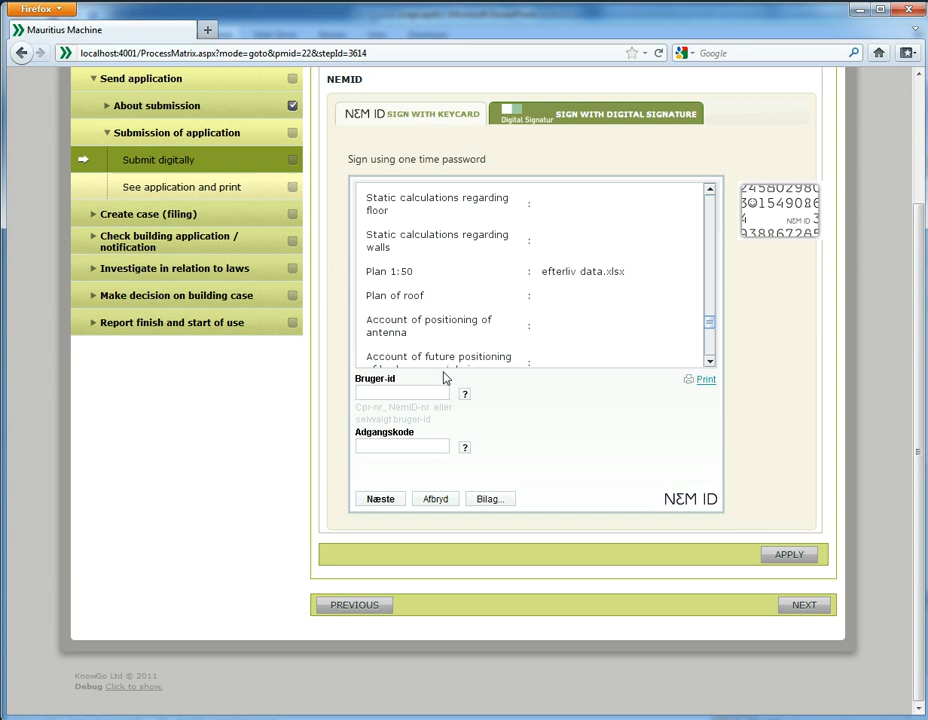 Firefox
Mauritius Machine
localhost:4001/ProcessMatrix.aspx?mode=goto&pmid=22&stepId=3614
Google
Send application
About submission
Submission of application
Submit digitally
See application and print
Create case (filing)
Check building application /
notification
Investigate in relation to laws
Make decision on building case
Report finish and start of use
NEMID
NEM ID SIGN WITH KEYCARD
Digital Signatur SIGN WITH DIGITAL SIGNATURE
Sign using one time password
Static calculations regarding
floor :
Static calculations regarding
walls :
Plan 1:50 : efterliv data.xlsx
Plan of roof :
Account of positioning of
antenna :
Account of future positioning
Bruger-id
Print
?
Cpr-nr., NemID-nr. eller
selvvalgt bruger-id
Adgangskode
?
Næste
Afbryd
Bilag...
NEM ID
NEM ID
APPLY
PREVIOUS
NEXT
KnowGo Ltd © 2011
Debug Click to show.